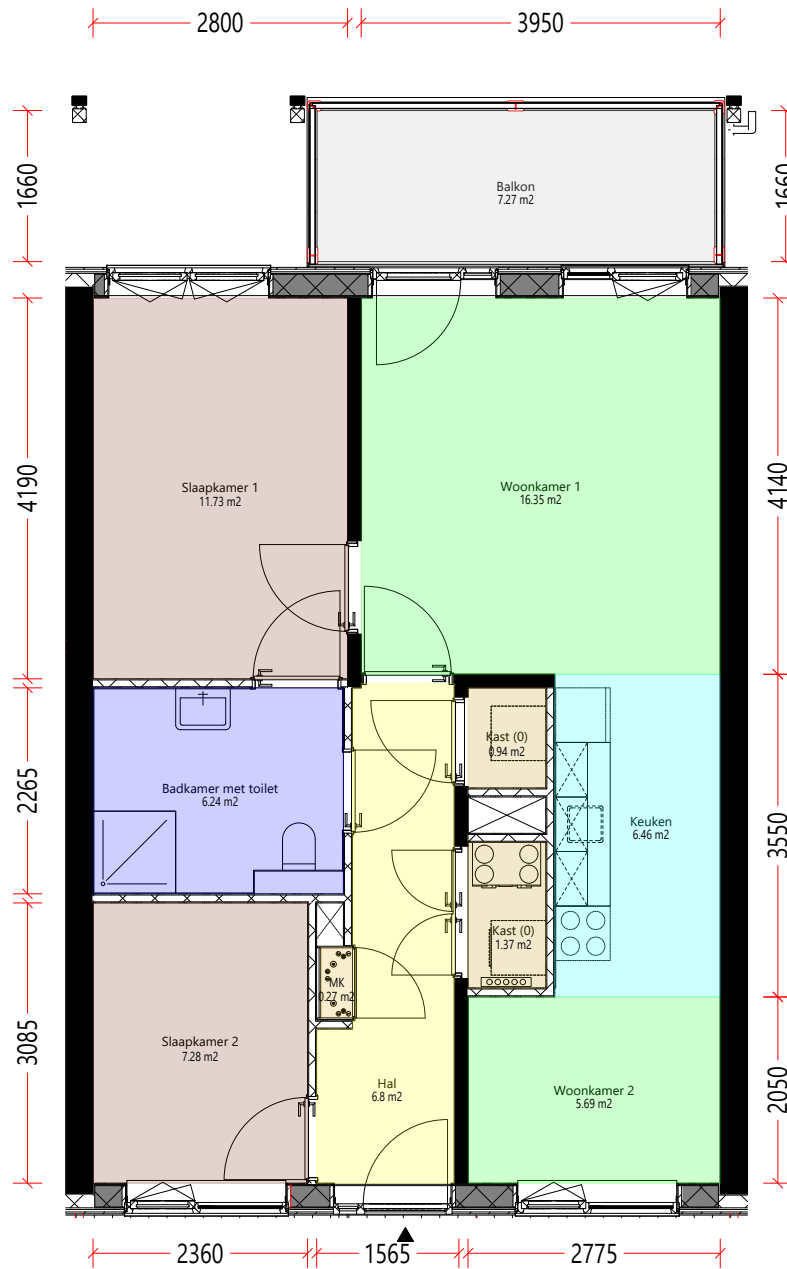 2800
3950
1660
1660
Balkon
7.27 m2
4190
4140
Slaapkamer 1
11.73 m2
Woonkamer 1
16.35 m2
2265
3550
Kast (0)
0.94 m2
Badkamer met toilet
6.24 m2
Keuken
6.46 m2
Kast (0)
1.37 m2
MK
0.27 m2
3085
2050
Slaapkamer 2
7.28 m2
Hal
6.8 m2
Woonkamer 2
5.69 m2
2360
1565
2775